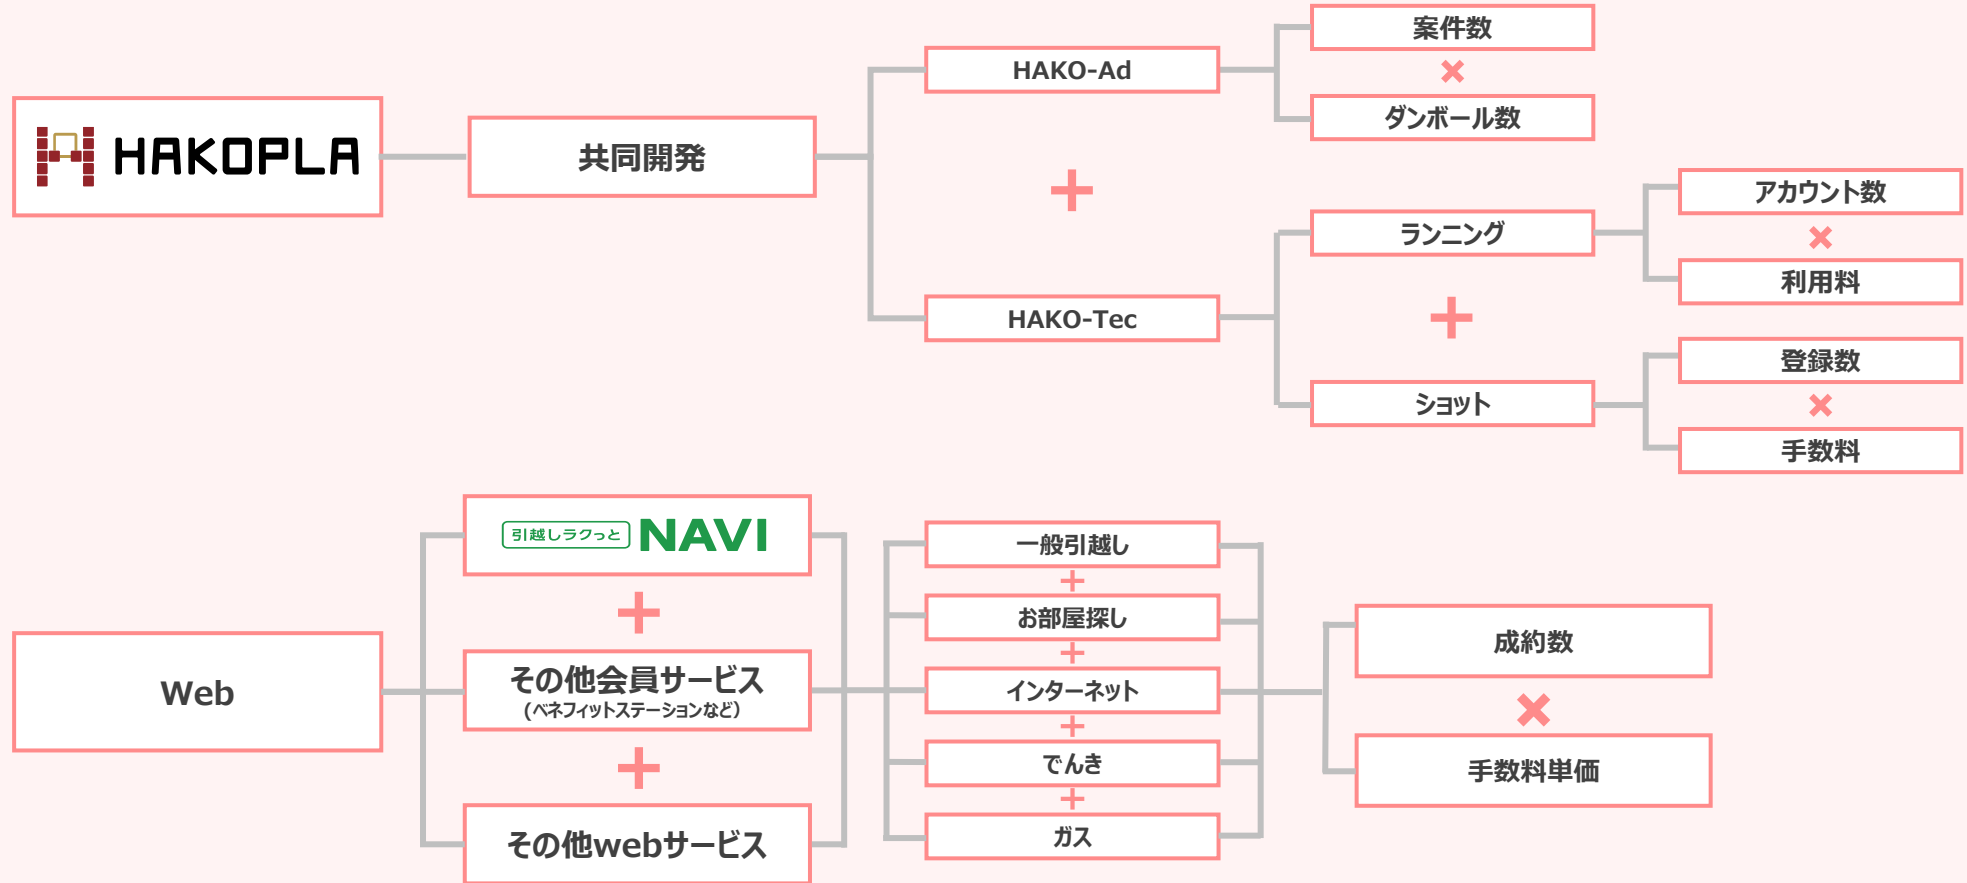 HAKOPLA
共同開発
HAKO-Ad
案件数
×
ダンボール数
+
HAKO-Tec
ランニング
アカウント数
×
利用料
+
ショット
登録数
×
手数料
Web
引越しラクっと NAVI
+
その他会員サービス
(ベネフィットステーションなど)
+
その他webサービス
一般引越し
+
お部屋探し
+
インターネット
+
でんき
+
ガス
成約数
×
手数料単価